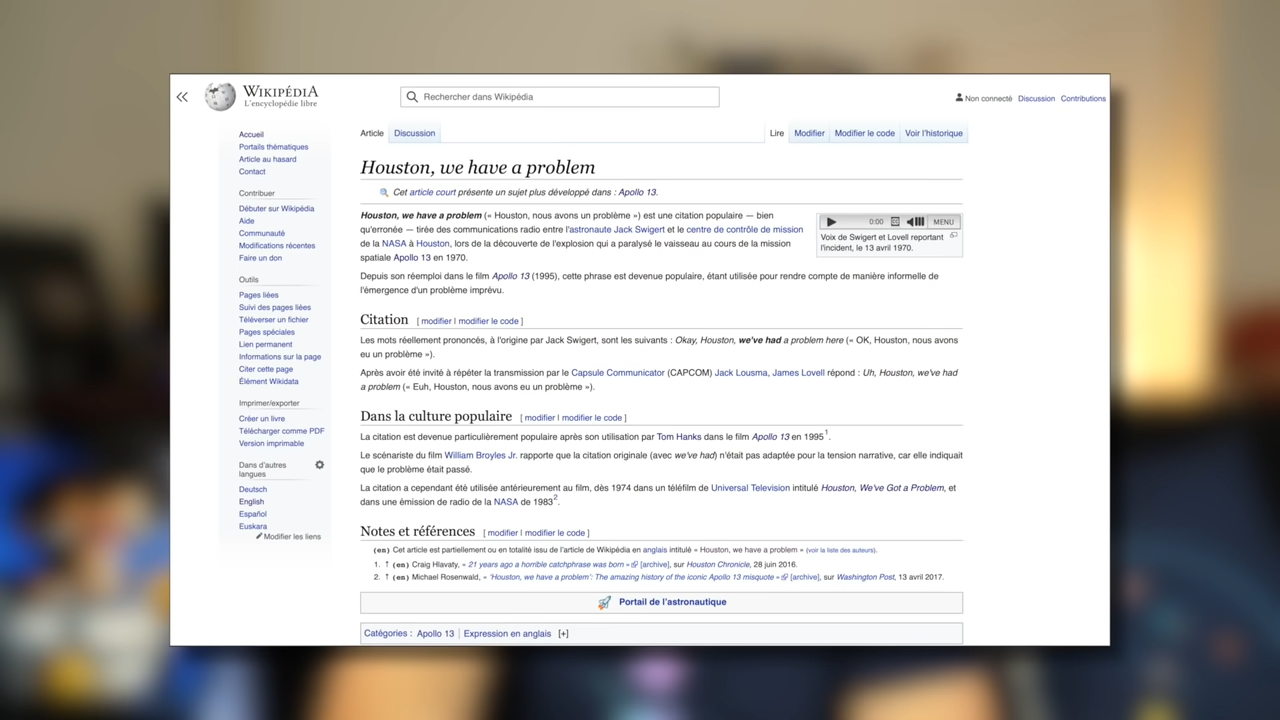 WIKIPÉDIA
L'encyclopédie libre
Rechercher dans Wikipédia
Non connecté Discussion Contributions
Accueil
Portails thématiques
Article au hasard
Contact
Contribuer
Débuter sur Wikipédia
Aide
Communauté
Modifications récentes
Faire un don
Outils
Pages liées
Suivi des pages liées
Téléverser un fichier
Pages spéciales
Lien permanent
Informations sur la page
Citer cette page
Élément Wikidata
Imprimer/exporter
Créer un livre
Télécharger comme PDF
Version imprimable
Dans d'autres
langues
Deutsch
English
Español
Euskara
Modifier les liens
Article Discussion Lire Modifier Modifier le code Voir l'historique
Houston, we have a problem
Cet article court présente un sujet plus développé dans : Apollo 13.
Houston, we have a problem (« Houston, nous avons un problème ») est une citation populaire — bien
qu'erronée — tirée des communications radio entre l'astronaute Jack Swigert et le centre de contrôle de mission
de la NASA à Houston, lors de la découverte de l'explosion qui a paralysé le vaisseau au cours de la mission
spatiale Apollo 13 en 1970.
0:00 MENU
Voix de Swigert et Lovell reportant
l'incident, le 13 avril 1970.
Depuis son réemploi dans le film Apollo 13 (1995), cette phrase est devenue populaire, étant utilisée pour rendre compte de manière informelle de
l'émergence d'un problème imprévu.
Citation [ modifier | modifier le code ]
Les mots réellement prononcés, à l'origine par Jack Swigert, sont les suivants : Okay, Houston, we've had a problem here (« OK, Houston, nous avons
eu un problème »).
Après avoir été invité à répéter la transmission par le Capsule Communicator (CAPCOM) Jack Lousma, James Lovell répond : Uh, Houston, we've had
a problem (« Euh, Houston, nous avons eu un problème »).
Dans la culture populaire [ modifier | modifier le code ]
La citation est devenue particulièrement populaire après son utilisation par Tom Hanks dans le film Apollo 13 en 1995 1.
Le scénariste du film William Broyles Jr. rapporte que la citation originale (avec we've had) n'était pas adaptée pour la tension narrative, car elle indiquait
que le problème était passé.
La citation a cependant été utilisée antérieurement au film, dès 1974 dans un téléfilm de Universal Television intitulé Houston, We've Got a Problem, et
dans une émission de radio de la NASA de 1983 2.
Notes et références [ modifier | modifier le code ]
(en) Cet article est partiellement ou en totalité issu de l'article de Wikipédia en anglais intitulé « Houston, we have a problem » (voir la liste des auteurs).
1. ↑ (en) Craig Hlavaty, « 21 years ago a horrible catchphrase was born » [archive], sur Houston Chronicle, 28 juin 2016.
2. ↑ (en) Michael Rosenwald, « 'Houston, we have a problem': The amazing history of the iconic Apollo 13 misquote » [archive], sur Washington Post, 13 avril 2017.
Portail de l'astronautique
Catégories : Apollo 13 | Expression en anglais [+]